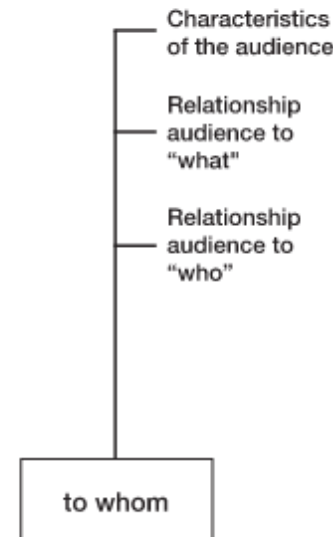 Characteristics
of the audience
Relationship
audience to
“what"
Relationship
audience to
“who”
to whom